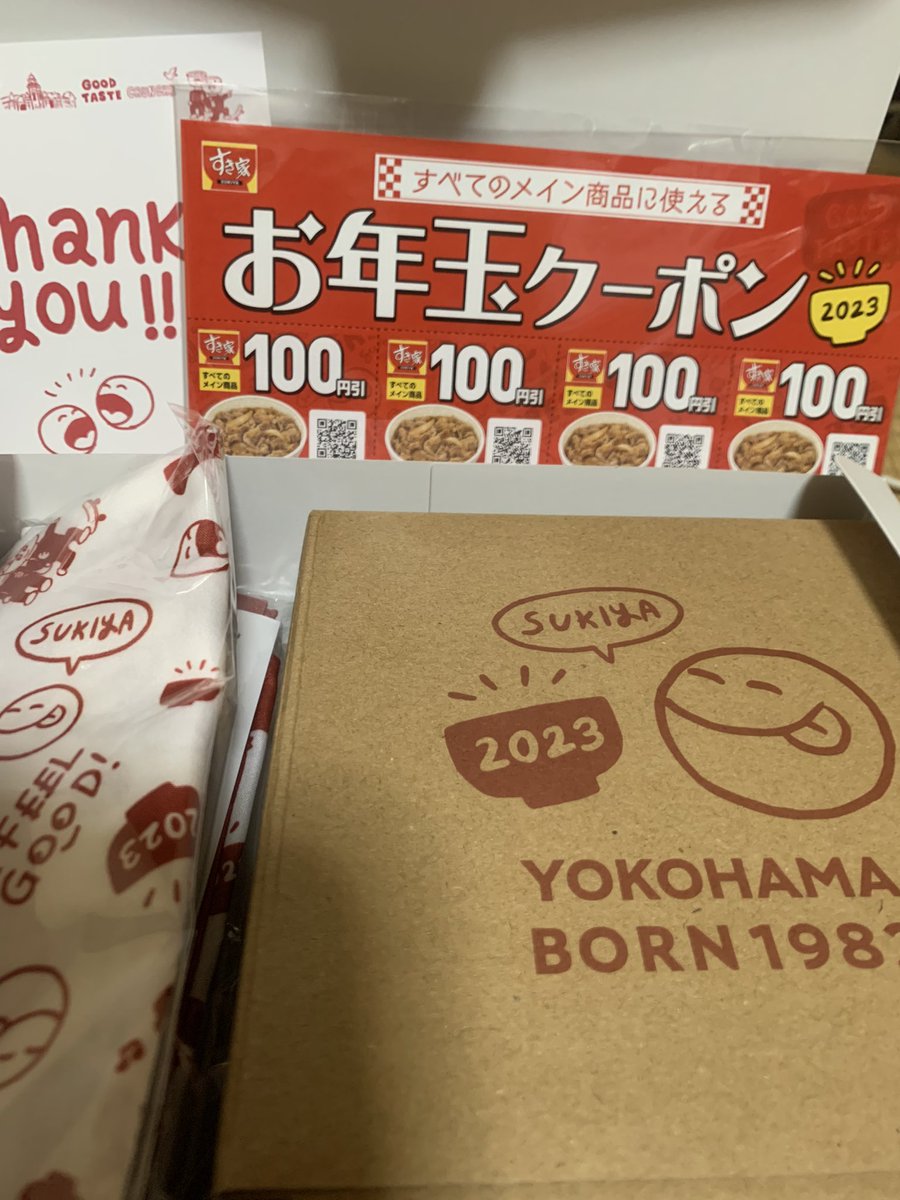 GOOD
TASTE
hank
you!!
すき家
SUKIYA
すべてのメイン商品に使える
お年玉クーポン
2023
すき家
100円引
すべての
メイン商品
すき家
100円引
すべての
メイン商品
すき家
100円引
すべての
メイン商品
すき家
100円引
すべての
メイン商品
SUKIYA
FEEL
GOOD!
2023
SUKIYA
2023
YOKOHAMA
BORN 198